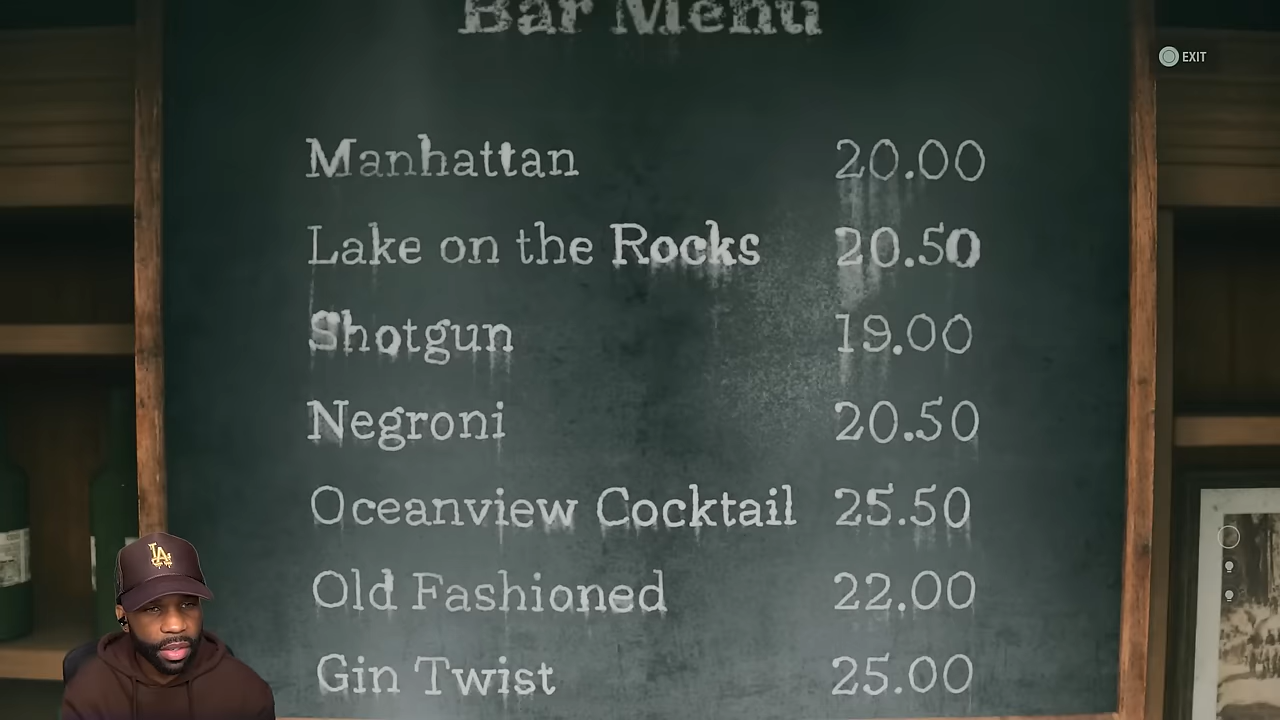 Bar Menu
EXIT
Manhattan 20.00
Lake on the Rocks 20.50
Shotgun 19.00
Negroni 20.50
Oceanview Cocktail 25.50
Old Fashioned 22.00
Gin Twist 25.00
LA